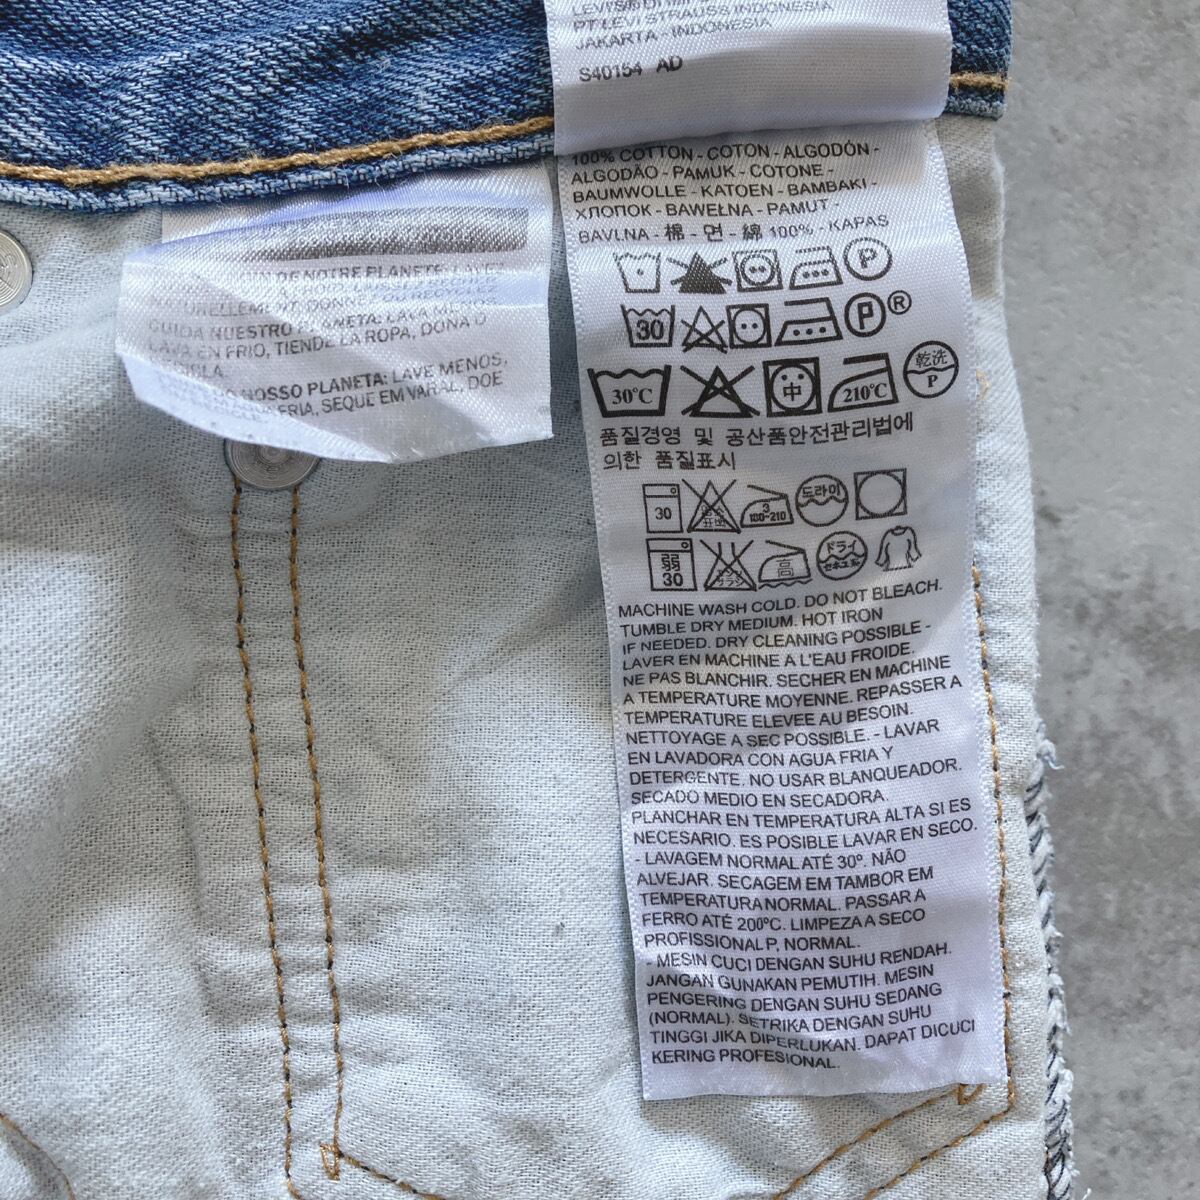 PT LEVI STRAUSS INDONESIA
JAKARTA - INDONESIA
S40154 AD
DE NOTRE PLANETE: LAVEZ
NATURELLEMENT, DONNEZ OU RECYCLEZ
CUIDA NUESTRO PLANETA: LAVA MENOS
LAVA EN FRIO, TIENDE LA ROPA, DONA O
NOSSO PLANETA: LAVE MENOS,
FRIA, SEQUE EM VARAL, DOE
100% COTTON - COTON - ALGODÓN -
ALGODÃO - PAMUK - COTONE -
BAUMWOLLE - KATOEN - BAMBAKI -
ХЛОПОК - BAWEŁNA - PAMUT -
BAVLNA - 棉 - 면 - 綿 100% - KAPAS
P
30 P ®
30°C 中 210°C 乾洗 P
품질경영 및 공산품안전관리법에
의한 품질표시
30 3 180~210 드라이
弱 30 高 ドライ
MACHINE WASH COLD. DO NOT BLEACH.
TUMBLE DRY MEDIUM. HOT IRON
IF NEEDED. DRY CLEANING POSSIBLE -
LAVER EN MACHINE A L'EAU FROIDE.
NE PAS BLANCHIR. SECHER EN MACHINE
A TEMPERATURE MOYENNE. REPASSER A
TEMPERATURE ELEVEE AU BESOIN.
NETTOYAGE A SEC POSSIBLE. - LAVAR
EN LAVADORA CON AGUA FRIA Y
DETERGENTE. NO USAR BLANQUEADOR.
SECADO MEDIO EN SECADORA
PLANCHAR EN TEMPERATURA ALTA SI ES
NECESARIO. ES POSIBLE LAVAR EN SECO.
- LAVAGEM NORMAL ATÉ 30º. NÃO
ALVEJAR. SECAGEM EM TAMBOR EM
TEMPERATURA NORMAL. PASSAR A
FERRO ATÉ 200ºC. LIMPEZA A SECO
PROFISSIONAL P, NORMAL.
- MESIN CUCI DENGAN SUHU RENDAH.
JANGAN GUNAKAN PEMUTIH. MESIN
PENGERING DENGAN SUHU SEDANG
(NORMAL). SETRIKA DENGAN SUHU
TINGGI JIKA DIPERLUKAN. DAPAT DICUCI
KERING PROFESIONAL.